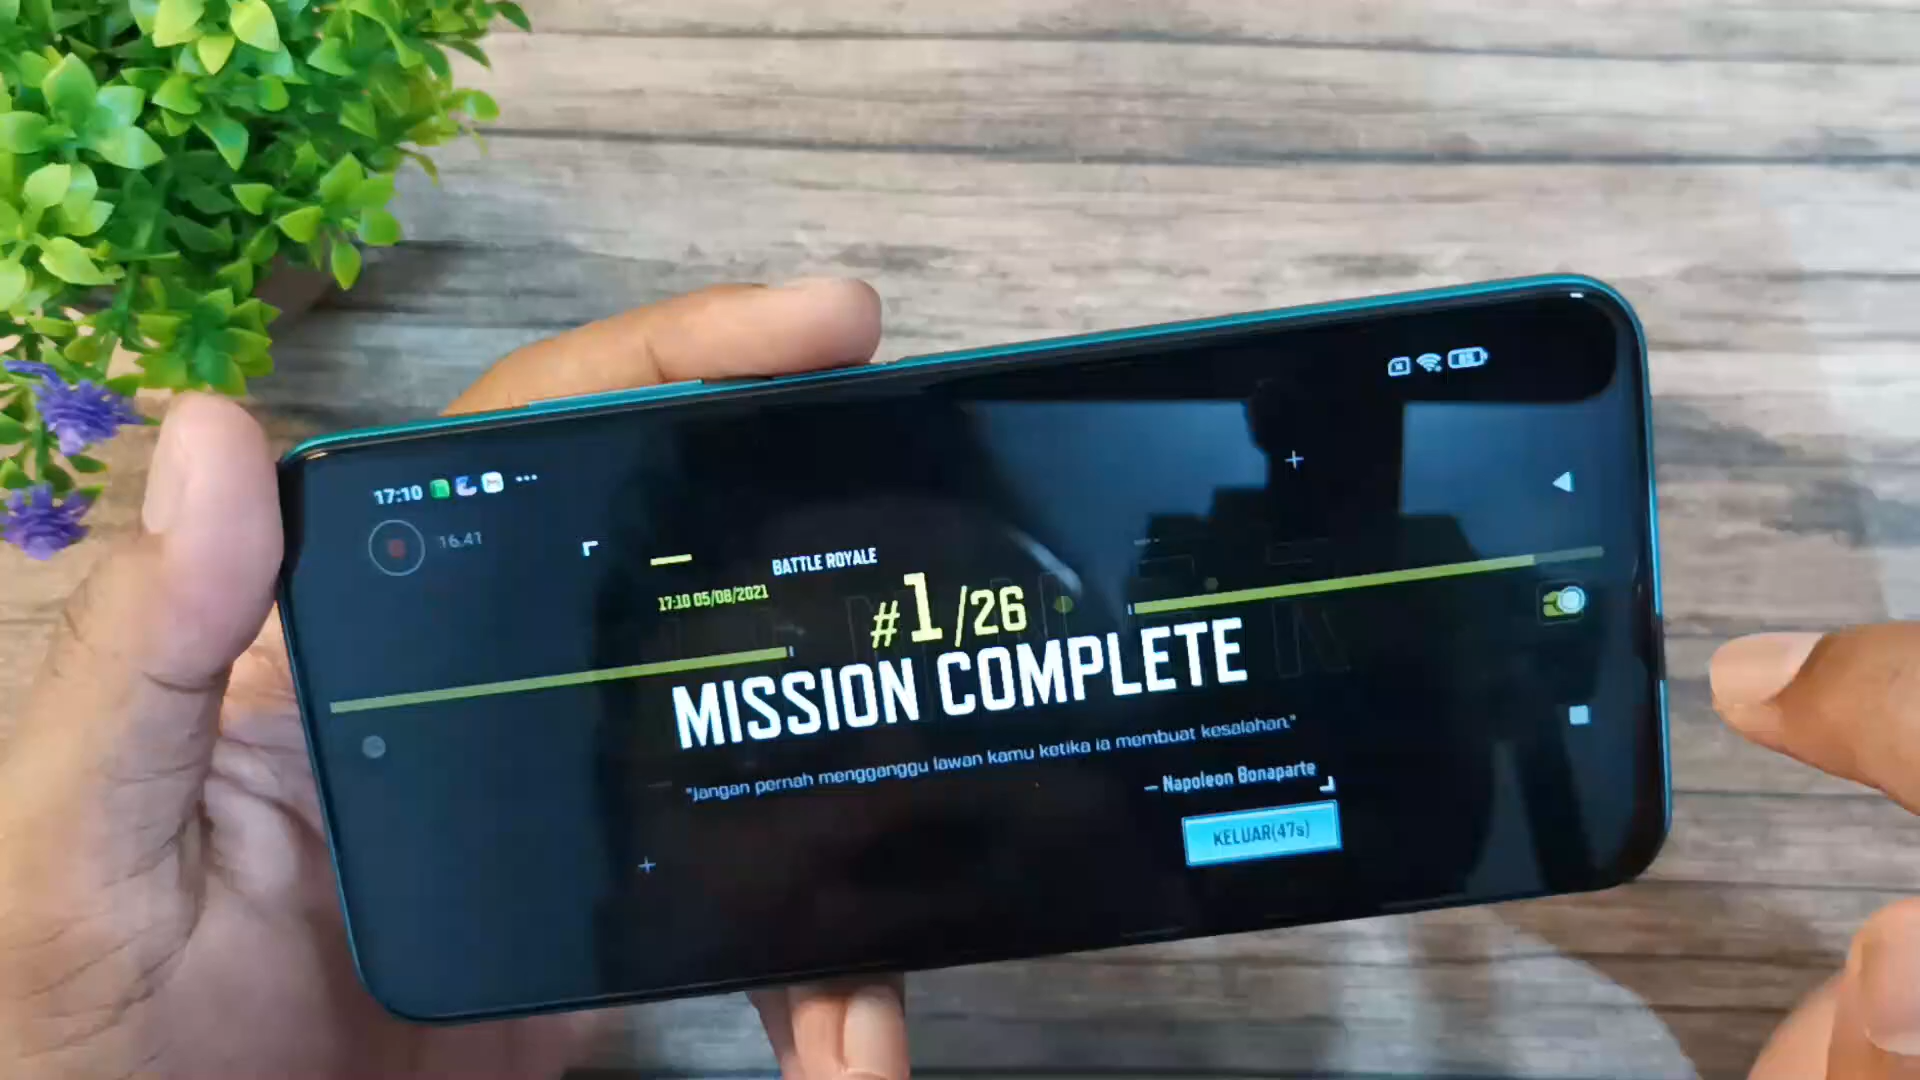 17:10
16.41
BATTLE ROYALE
17:10 05/08/2021
#1/26
MISSION COMPLETE
"Jangan pernah mengganggu lawan kamu ketika ia membuat kesalahan."
— Napoleon Bonaparte
KELUAR(47s)